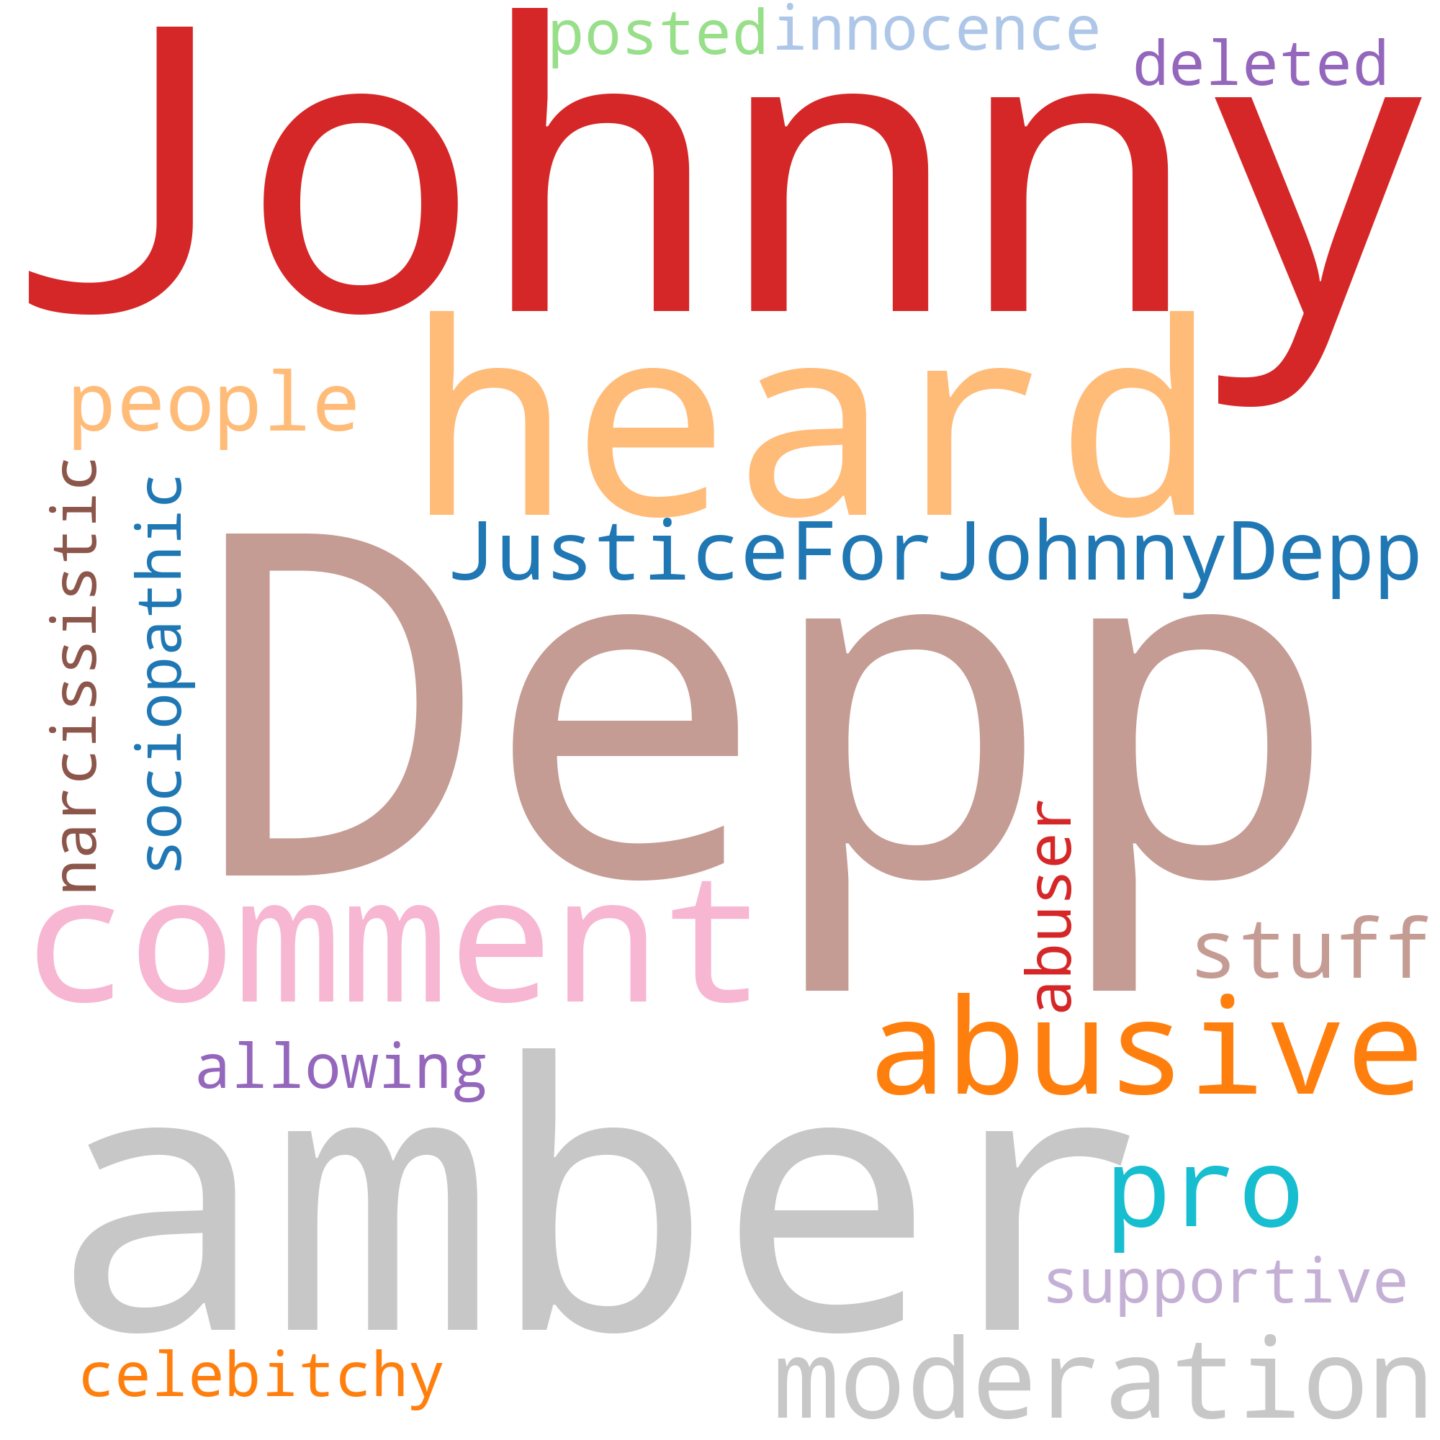 posted innocence
deleted
Johnny
people
heard
narcissistic
sociopathic
JusticeForJohnnyDepp
Depp
abuser
comment
stuff
abusive
allowing
amber
pro
supportive
celebitchy
moderation